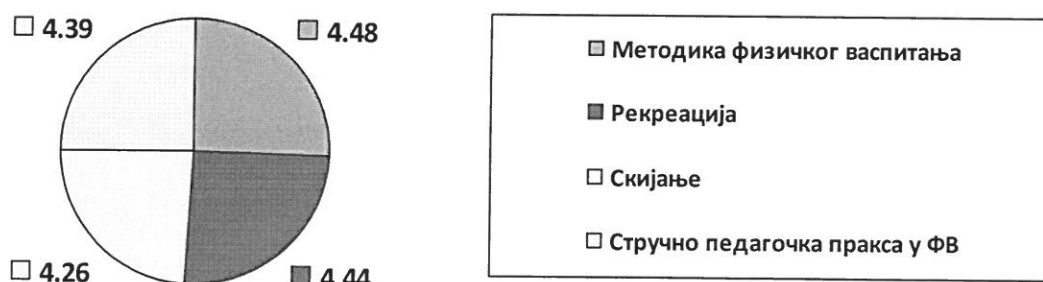 4.39
4.48
4.26
4.44
Методика физичког васпитања
Рекреација
Скијање
Стручно педагочка пракса у ФВ